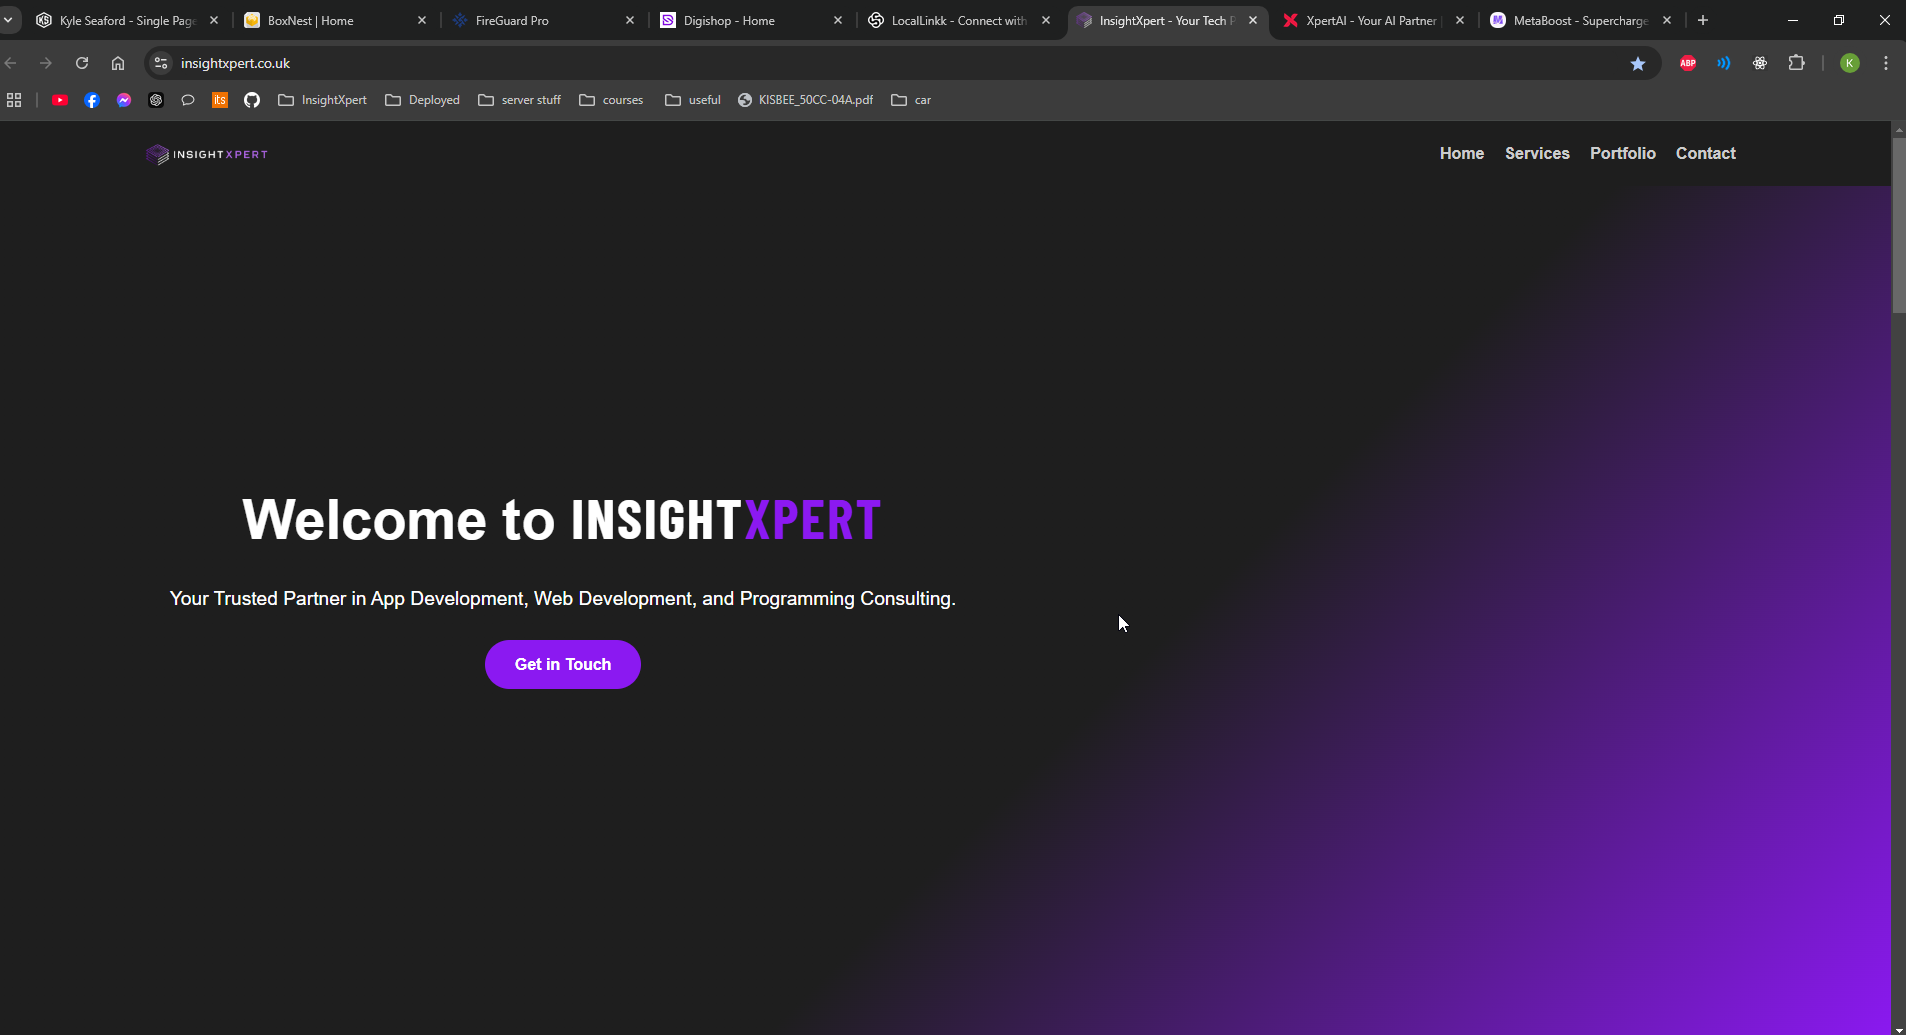 Kyle Seaford - Single Page
BoxNest | Home
FireGuard Pro
Digishop - Home
LocalLinkk - Connect with
InsightXpert - Your Tech P
XpertAI - Your AI Partner
MetaBoost - Supercharge
insightxpert.co.uk
ABP
K
its
InsightXpert
Deployed
server stuff
courses
useful
KISBEE_50CC-04A.pdf
car
INSIGHTXPERT
Home Services Portfolio Contact
Welcome to INSIGHTXPERT
Your Trusted Partner in App Development, Web Development, and Programming Consulting.
Get in Touch